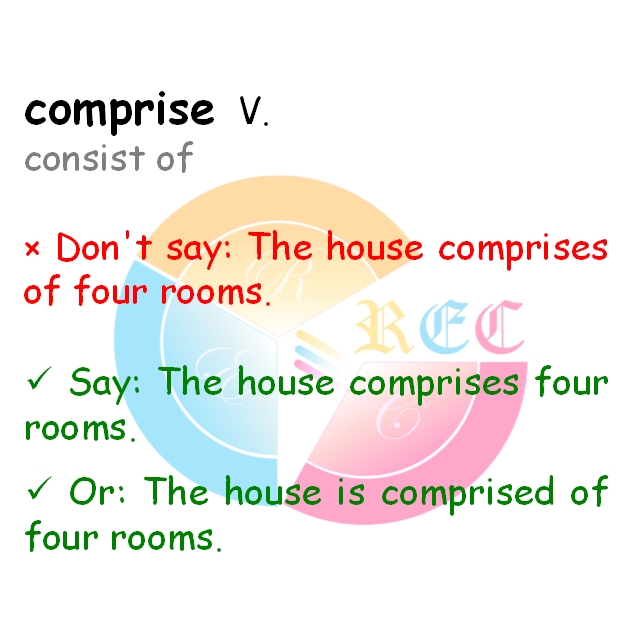 comprise V.
consist of
× Don't say: The house comprises
of four rooms.
REC
✓ Say: The house comprises four
rooms.
✓ Or: The house is comprised of
four rooms.
R
E
C